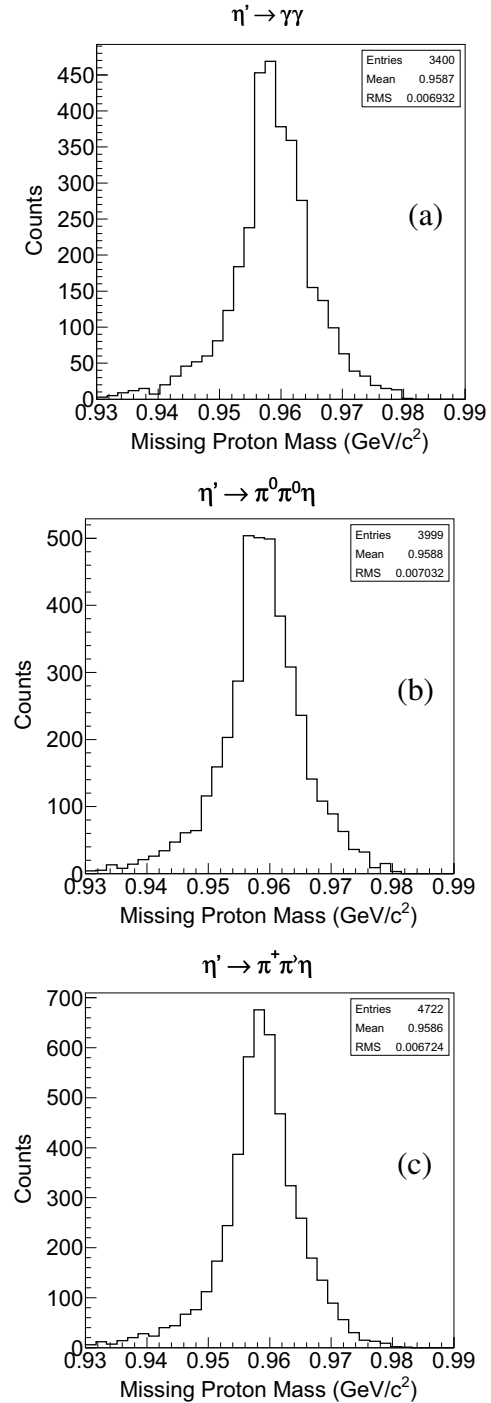 η' → γγ
Entries 3400
Mean 0.9587
RMS 0.006932
450
400
350
300
250
200
150
100
50
0
Counts
(a)
0.93 0.94 0.95 0.96 0.97 0.98 0.99
Missing Proton Mass (GeV/c²)
η' → π⁰π⁰η
Entries 3999
Mean 0.9588
RMS 0.007032
500
400
300
200
100
0
Counts
(b)
0.93 0.94 0.95 0.96 0.97 0.98 0.99
Missing Proton Mass (GeV/c²)
η' → π⁺π'η
Entries 4722
Mean 0.9586
RMS 0.006724
700
600
500
400
300
200
100
0
Counts
(c)
0.93 0.94 0.95 0.96 0.97 0.98 0.99
Missing Proton Mass (GeV/c²)